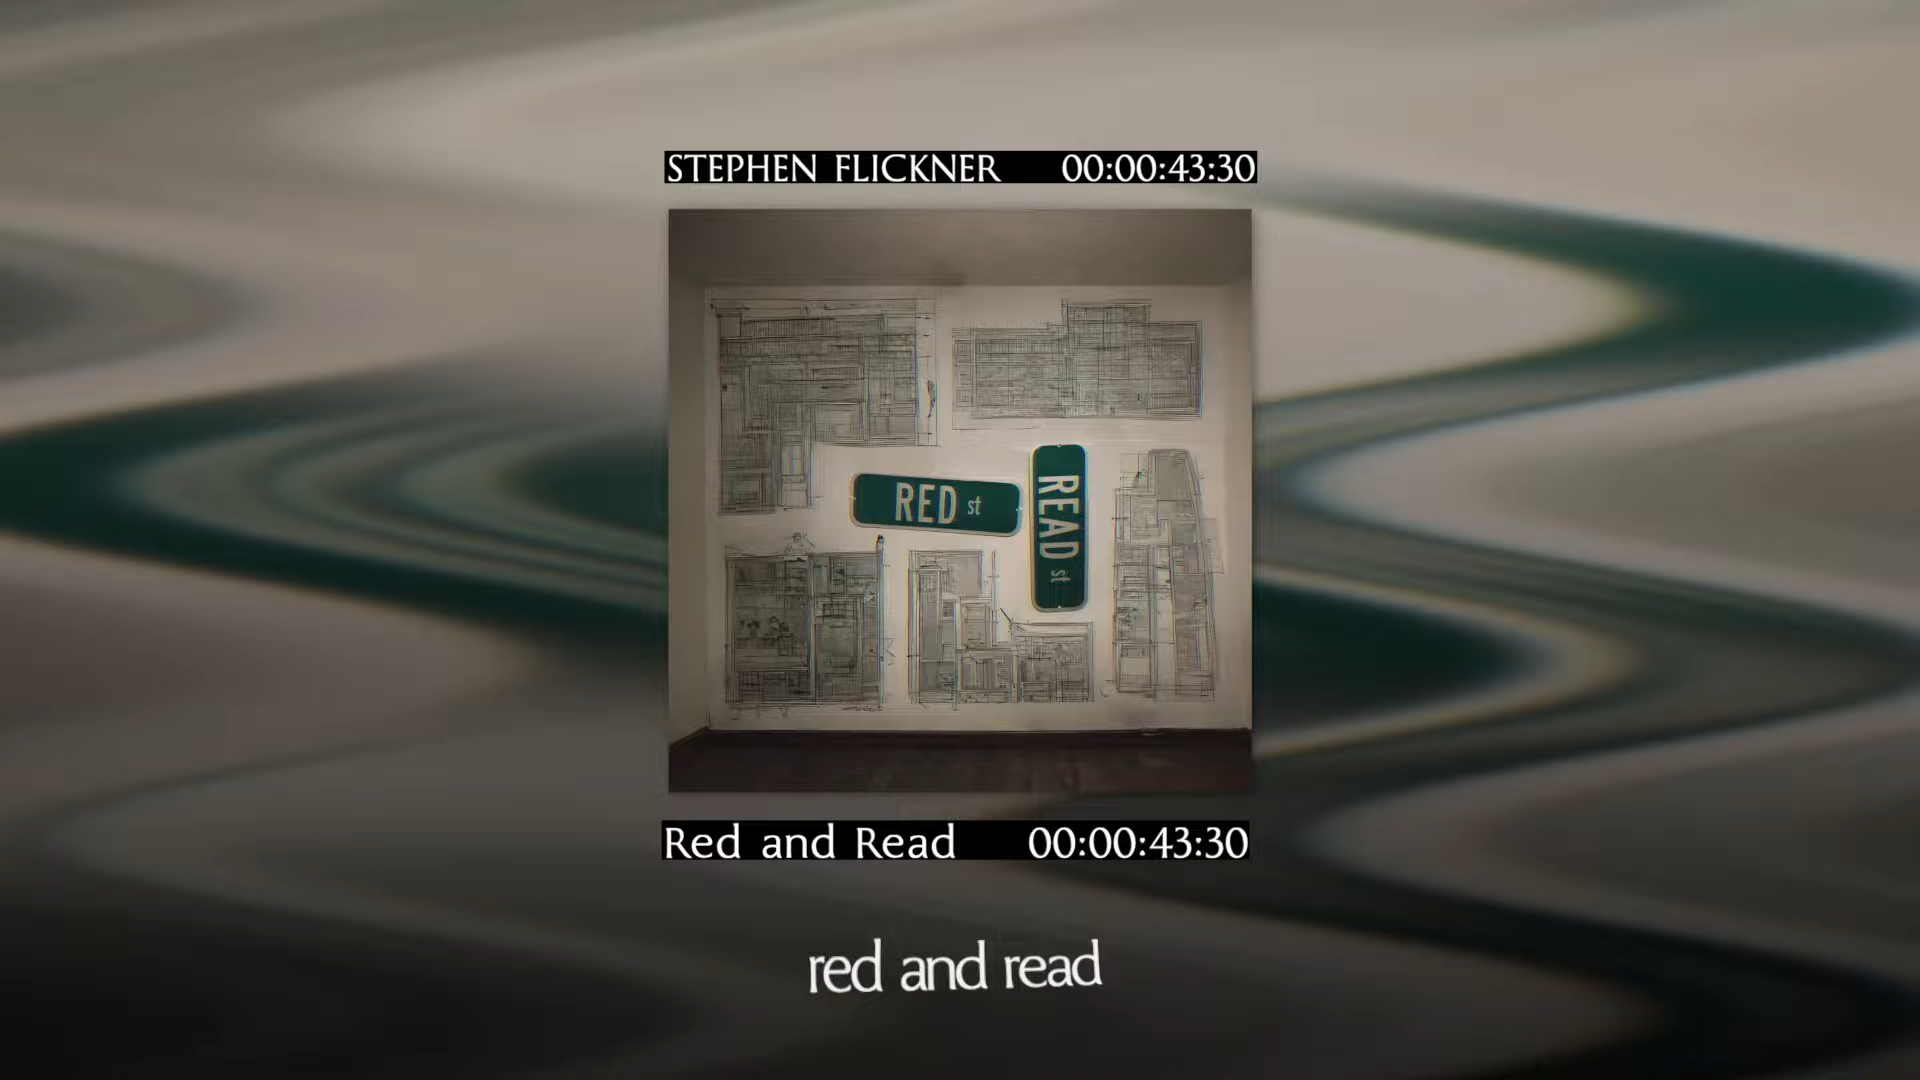 STEPHEN FLICKNER 00:00:43:30
RED st
READ st
Red and Read 00:00:43:30
red and read